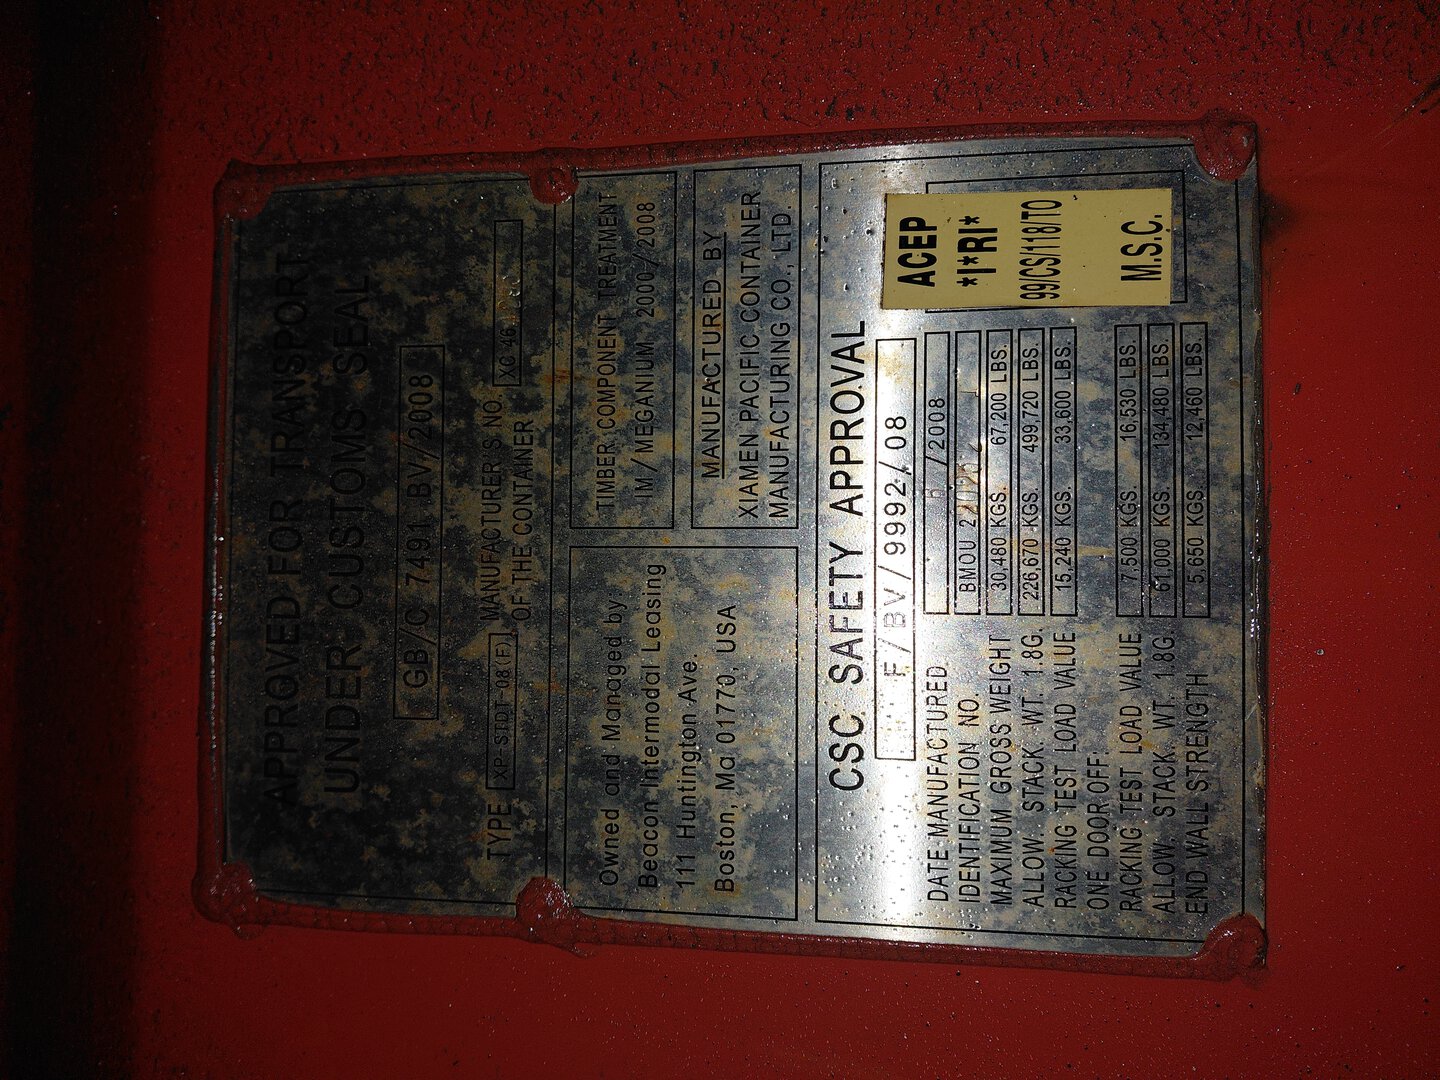 APPROVED FOR TRANSPORT
UNDER CUSTOMS SEAL
GB/C 7491 BV/2008
TYPE XP-SNDT-08(F) MANUFACTURER'S NO.
OF THE CONTAINER XC 46
Owned and Managed by
Beacon Intermodal Leasing
111 Huntington Ave.
Boston, Ma 01770, USA
TIMBER COMPONENT TREATMENT
IM / MEGANIUM 2000 / 2008
MANUFACTURED BY
XIAMEN PACIFIC CONTAINER
MANUFACTURING CO., LTD.
CSC SAFETY APPROVAL
F/BV/9992/08
DATE MANUFACTURED /2008
IDENTIFICATION NO. BMOU 2
MAXIMUM GROSS WEIGHT 30,480 KGS. 67,200 LBS.
ALLOW. STACK. WT. 1.8G. 226,670 KGS. 499,720 LBS.
RACKING TEST LOAD VALUE 15,240 KGS. 33,600 LBS.
ONE DOOR OFF:
RACKING TEST LOAD VALUE 7,500 KGS. 16,530 LBS.
ALLOW. STACK. WT. 1.8G. 61,000 KGS. 134,480 LBS.
END WALL STRENGTH 5,650 KGS. 12,460 LBS.
ACEP
*I*RI*
99/CS/118/TO
M.S.C.